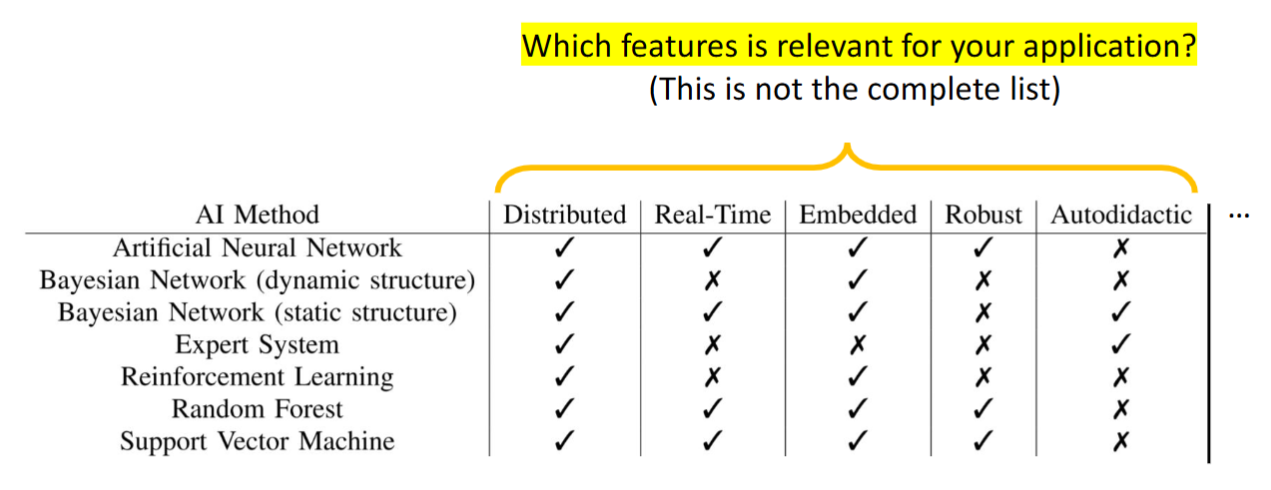 Which features is relevant for your application?
(This is not the complete list)
AI Method Distributed Real-Time Embedded Robust Autodidactic ...
Artificial Neural Network ✓ ✓ ✓ ✓ ✗
Bayesian Network (dynamic structure) ✓ ✗ ✓ ✗ ✗
Bayesian Network (static structure) ✓ ✓ ✓ ✗ ✓
Expert System ✓ ✗ ✗ ✗ ✓
Reinforcement Learning ✓ ✗ ✓ ✗ ✗
Random Forest ✓ ✓ ✓ ✓ ✗
Support Vector Machine ✓ ✓ ✓ ✓ ✗